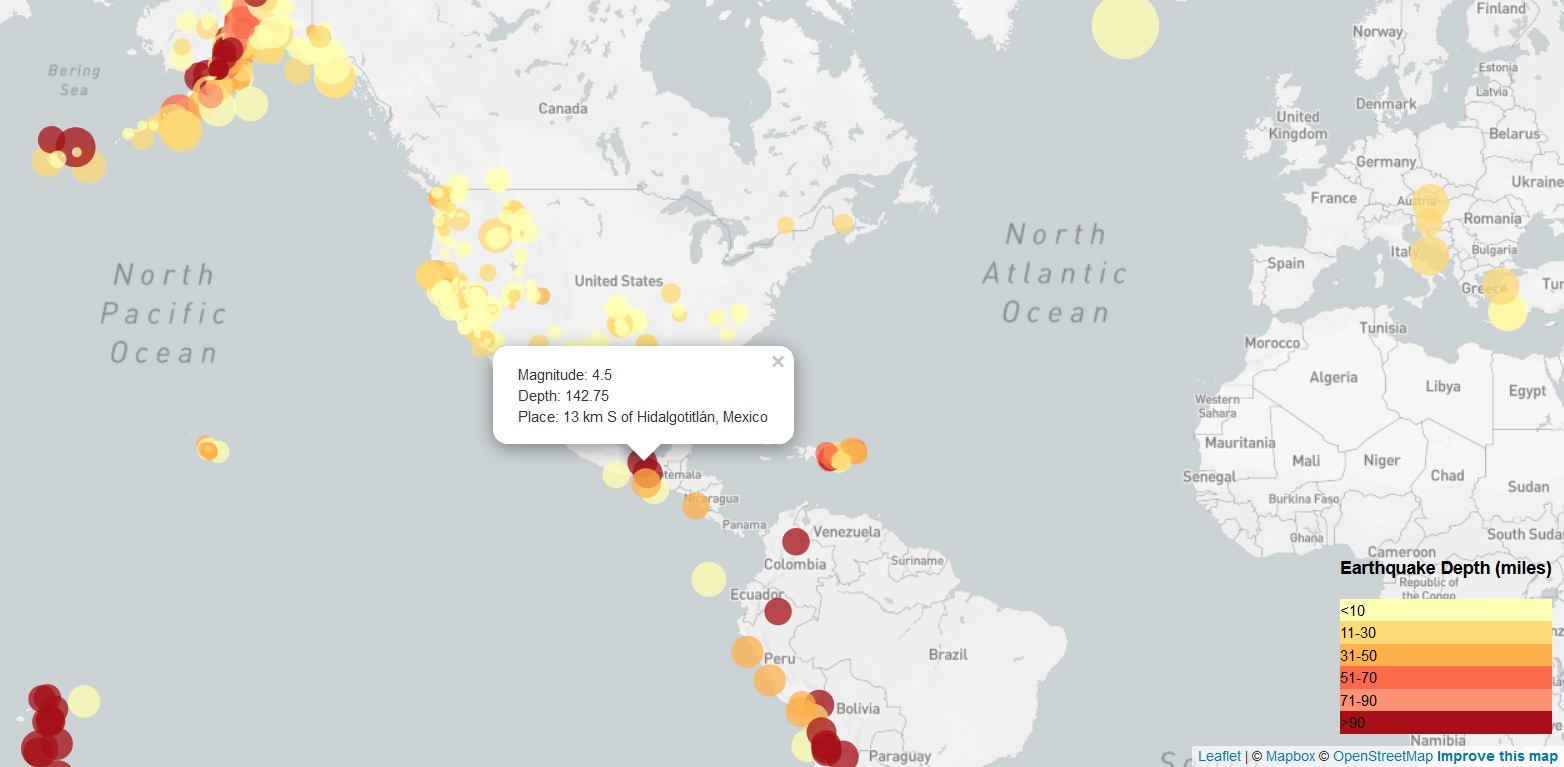 Finland
Norway
Bering
Sea
Estonia
Latvia
Denmark
Canada
United
Kingdom
Belarus
Germany
Ukraine
France
Austria
Romania
North
Atlantic
Ocean
Italy
Bulgaria
Spain
North
Pacific
Ocean
United States
Greece
Tur
Tunisia
Morocco
Magnitude: 4.5
Depth: 142.75
Place: 13 km S of Hidalgotitlán, Mexico
×
Algeria
Libya
Egypt
Western
Sahara
Mauritania
Mali
Niger
Chad
Senegal
Sudan
temala
Nicaragua
Burkina Faso
Panama
Venezuela
Ghana
South Suda
Colombia
Suriname
Cameroon
Earthquake Depth (miles)
Republic of
the Congo
Ecuador
<10
11-30
31-50
51-70
71-90
>90
Peru
Brazil
Bolivia
Namibia
Paraguay
Leaflet | © Mapbox © OpenStreetMap Improve this map